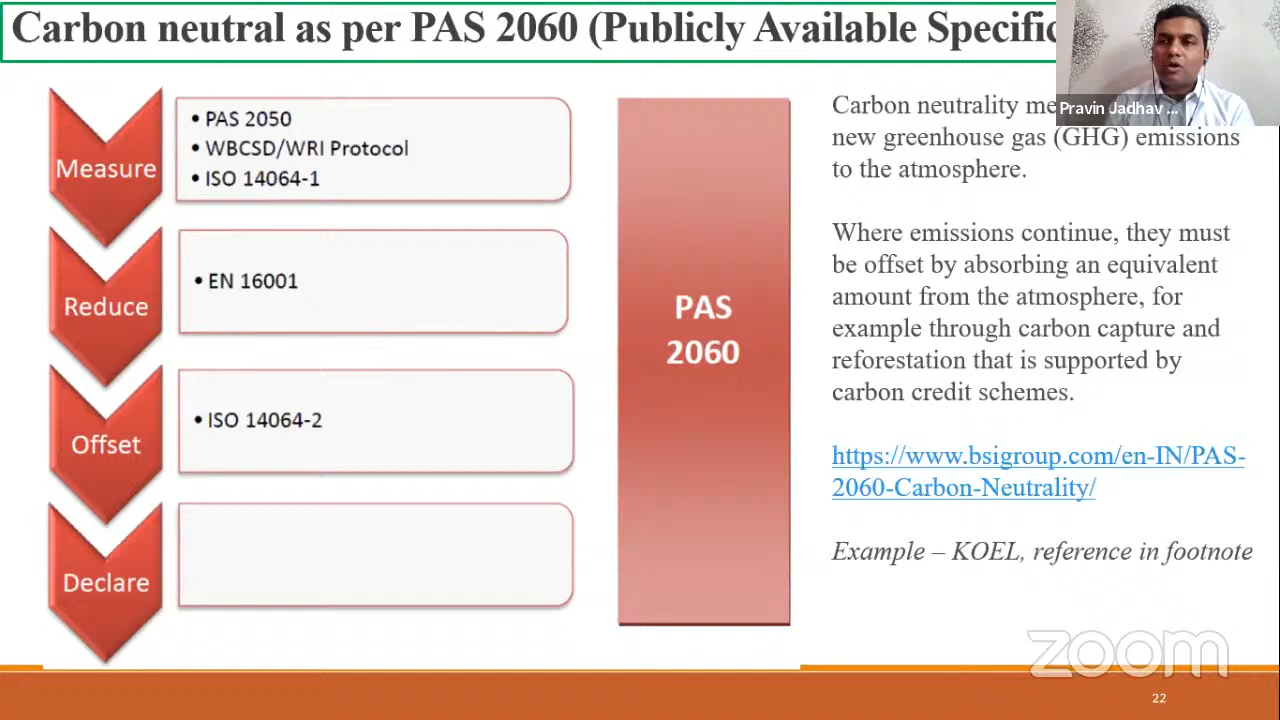 Carbon neutral as per PAS 2060 (Publicly Available
Measure
• PAS 2050
• WBCSD/WRI Protocol
• ISO 14064-1
Reduce
• EN 16001
Offset
• ISO 14064-2
Declare
PAS
2060
Carbon neutrality
new greenhouse gas (GHG) emissions
to the atmosphere.
Where emissions continue, they must
be offset by absorbing an equivalent
amount from the atmosphere, for
example through carbon capture and
reforestation that is supported by
carbon credit schemes.
https://www.bsigroup.com/en-IN/PAS-
2060-Carbon-Neutrality/
Example – KOEL, reference in footnote
Pravin Jadhav ...
zoom
22